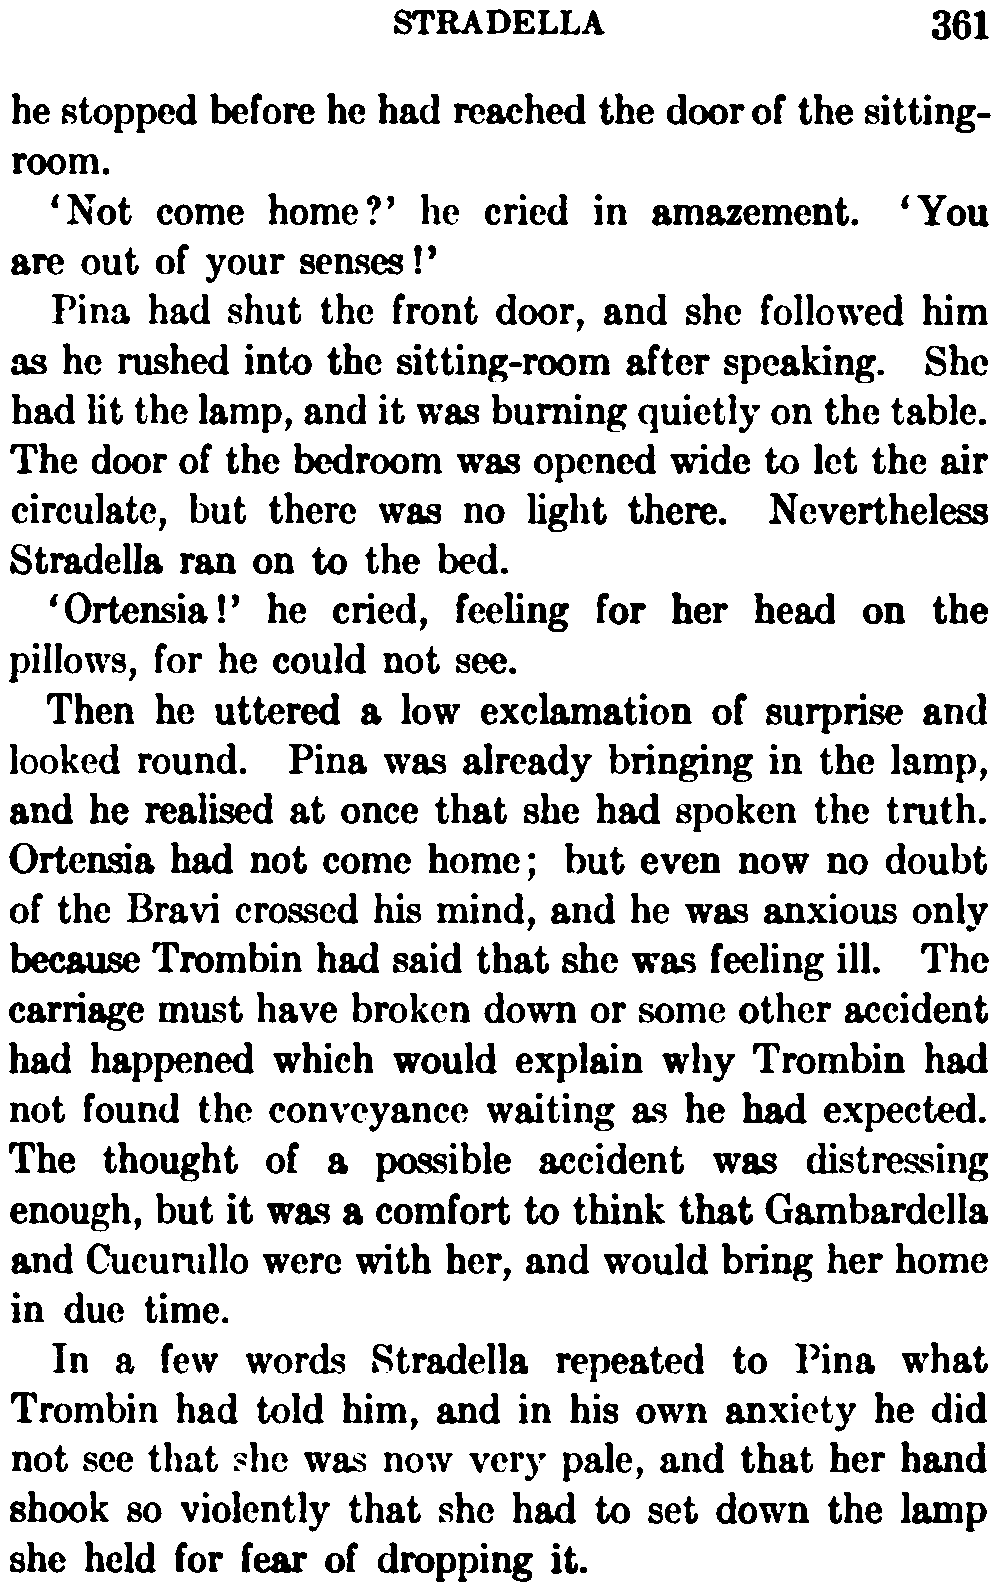 STRADELLA 361
he stopped before he had reached the door of the sitting-
room.
‘Not come home?’ he cried in amazement. ‘You
are out of your senses!’
Pina had shut the front door, and she followed him
as he rushed into the sitting-room after speaking. She
had lit the lamp, and it was burning quietly on the table.
The door of the bedroom was opened wide to let the air
circulate, but there was no light there. Nevertheless
Stradella ran on to the bed.
‘Ortensia!’ he cried, feeling for her head on the
pillows, for he could not see.
Then he uttered a low exclamation of surprise and
looked round. Pina was already bringing in the lamp,
and he realised at once that she had spoken the truth.
Ortensia had not come home; but even now no doubt
of the Bravi crossed his mind, and he was anxious only
because Trombin had said that she was feeling ill. The
carriage must have broken down or some other accident
had happened which would explain why Trombin had
not found the conveyance waiting as he had expected.
The thought of a possible accident was distressing
enough, but it was a comfort to think that Gambardella
and Cucurullo were with her, and would bring her home
in due time.
In a few words Stradella repeated to Pina what
Trombin had told him, and in his own anxiety he did
not see that she was now very pale, and that her hand
shook so violently that she had to set down the lamp
she held for fear of dropping it.